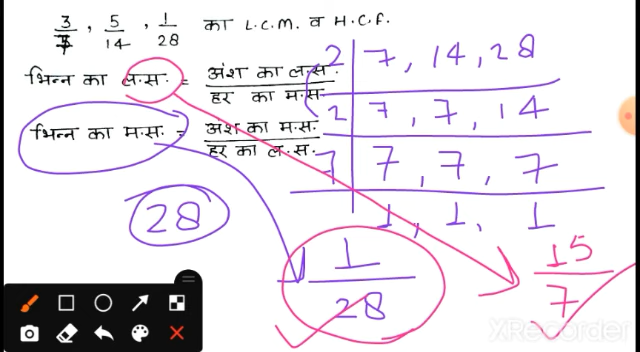 3/7, 5/14, 1/28 का L.C.M. व H.C.F.
भिन्न का ल.स. = अंश का ल.स. / हर का म.स.
भिन्न का म.स. = अंश का म.स. / हर का ल.स.
2 | 7, 14, 28
2 | 7, 7, 14
7 | 7, 7, 7
1, 1, 1
28
1/28
15/7
XRecorder